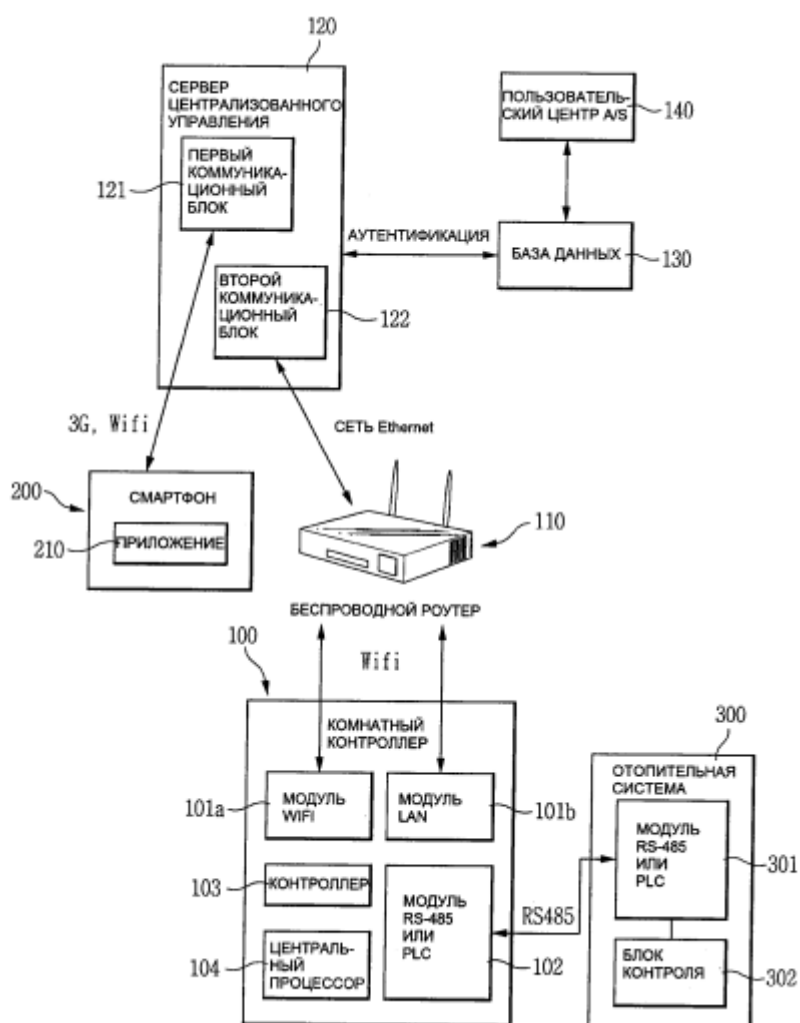 120
СЕРВЕР
ЦЕНТРАЛИЗОВАННОГО
УПРАВЛЕНИЯ
ПЕРВЫЙ
КОММУНИКА-
ЦИОННЫЙ
БЛОК
121
ВТОРОЙ
КОММУНИКА-
ЦИОННЫЙ
БЛОК
122
ПОЛЬЗОВАТЕЛЬ-
СКИЙ ЦЕНТР A/S
140
АУТЕНТИФИКАЦИЯ
БАЗА ДАННЫХ
130
3G, Wifi
СЕТЬ Ethernet
200
СМАРТФОН
210
ПРИЛОЖЕНИЕ
110
БЕСПРОВОДНОЙ РОУТЕР
100
Wifi
КОМНАТНЫЙ
КОНТРОЛЛЕР
101a
МОДУЛЬ
WIFI
МОДУЛЬ
LAN
101b
103
КОНТРОЛЛЕР
104
ЦЕНТРАЛЬ-
НЫЙ
ПРОЦЕССОР
МОДУЛЬ
RS-485
ИЛИ
PLC
102
RS485
300
ОТОПИТЕЛЬНАЯ
СИСТЕМА
МОДУЛЬ
RS-485
ИЛИ
PLC
301
БЛОК
КОНТРОЛЯ
302